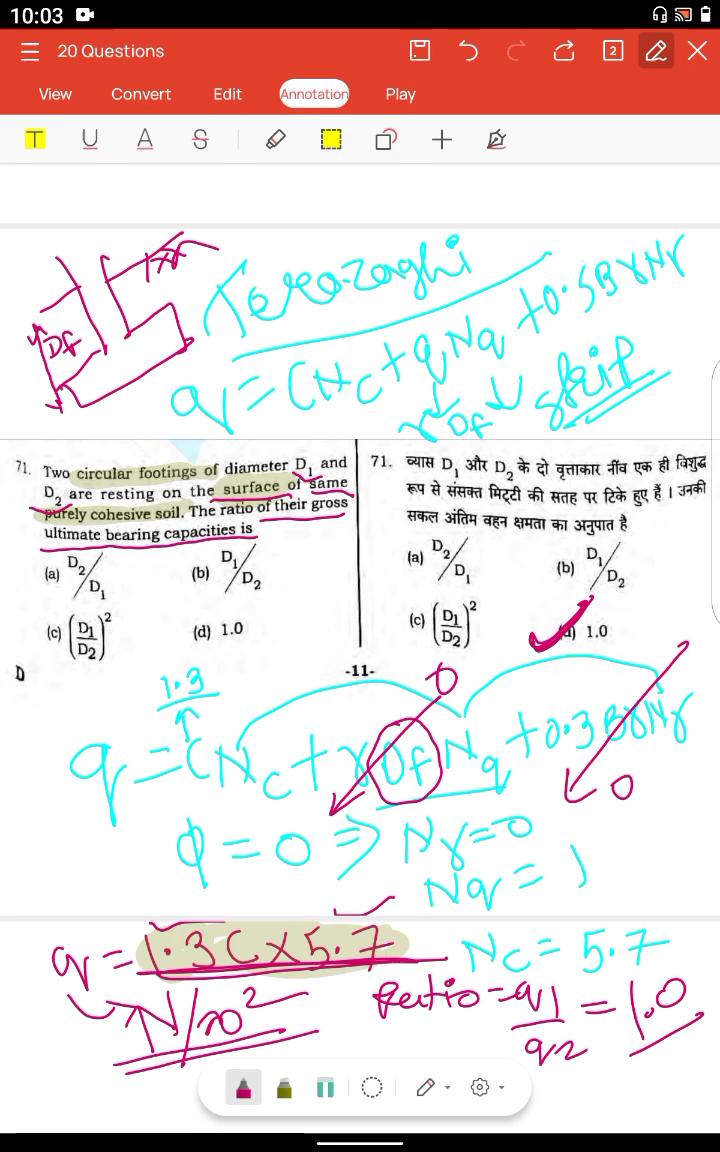 10:03
20 Questions
2
View Convert Edit Annotation Play
T U A S
Terazaghi
q = CNc + qNq + 0.5BγNγ
Df
γ Df
strip
71. Two circular footings of diameter D₁ and
D₂ are resting on the surface of same
purely cohesive soil. The ratio of their gross
ultimate bearing capacities is
(a) D₂/D₁ (b) D₁/D₂
(c) (D₁/D₂)² (d) 1.0
D
71. व्यास D₁ और D₂ के दो वृत्ताकार नींव एक ही विशुद्ध
रूप से संसक्त मिट्टी की सतह पर टिके हुए हैं । उनकी
सकल अंतिम वहन क्षमता का अनुपात है
(a) D₂/D₁ (b) D₁/D₂
(c) (D₁/D₂)² (d) 1.0
-11-
1.3 0
q = CNc + γDfNq + 0.3BγNγ
0
φ = 0 ⇒ Nγ = 0
Nq = 1
q = 1.3C×5.7 Nc = 5.7
N/m² Ratio = q1/q2 = 1.0